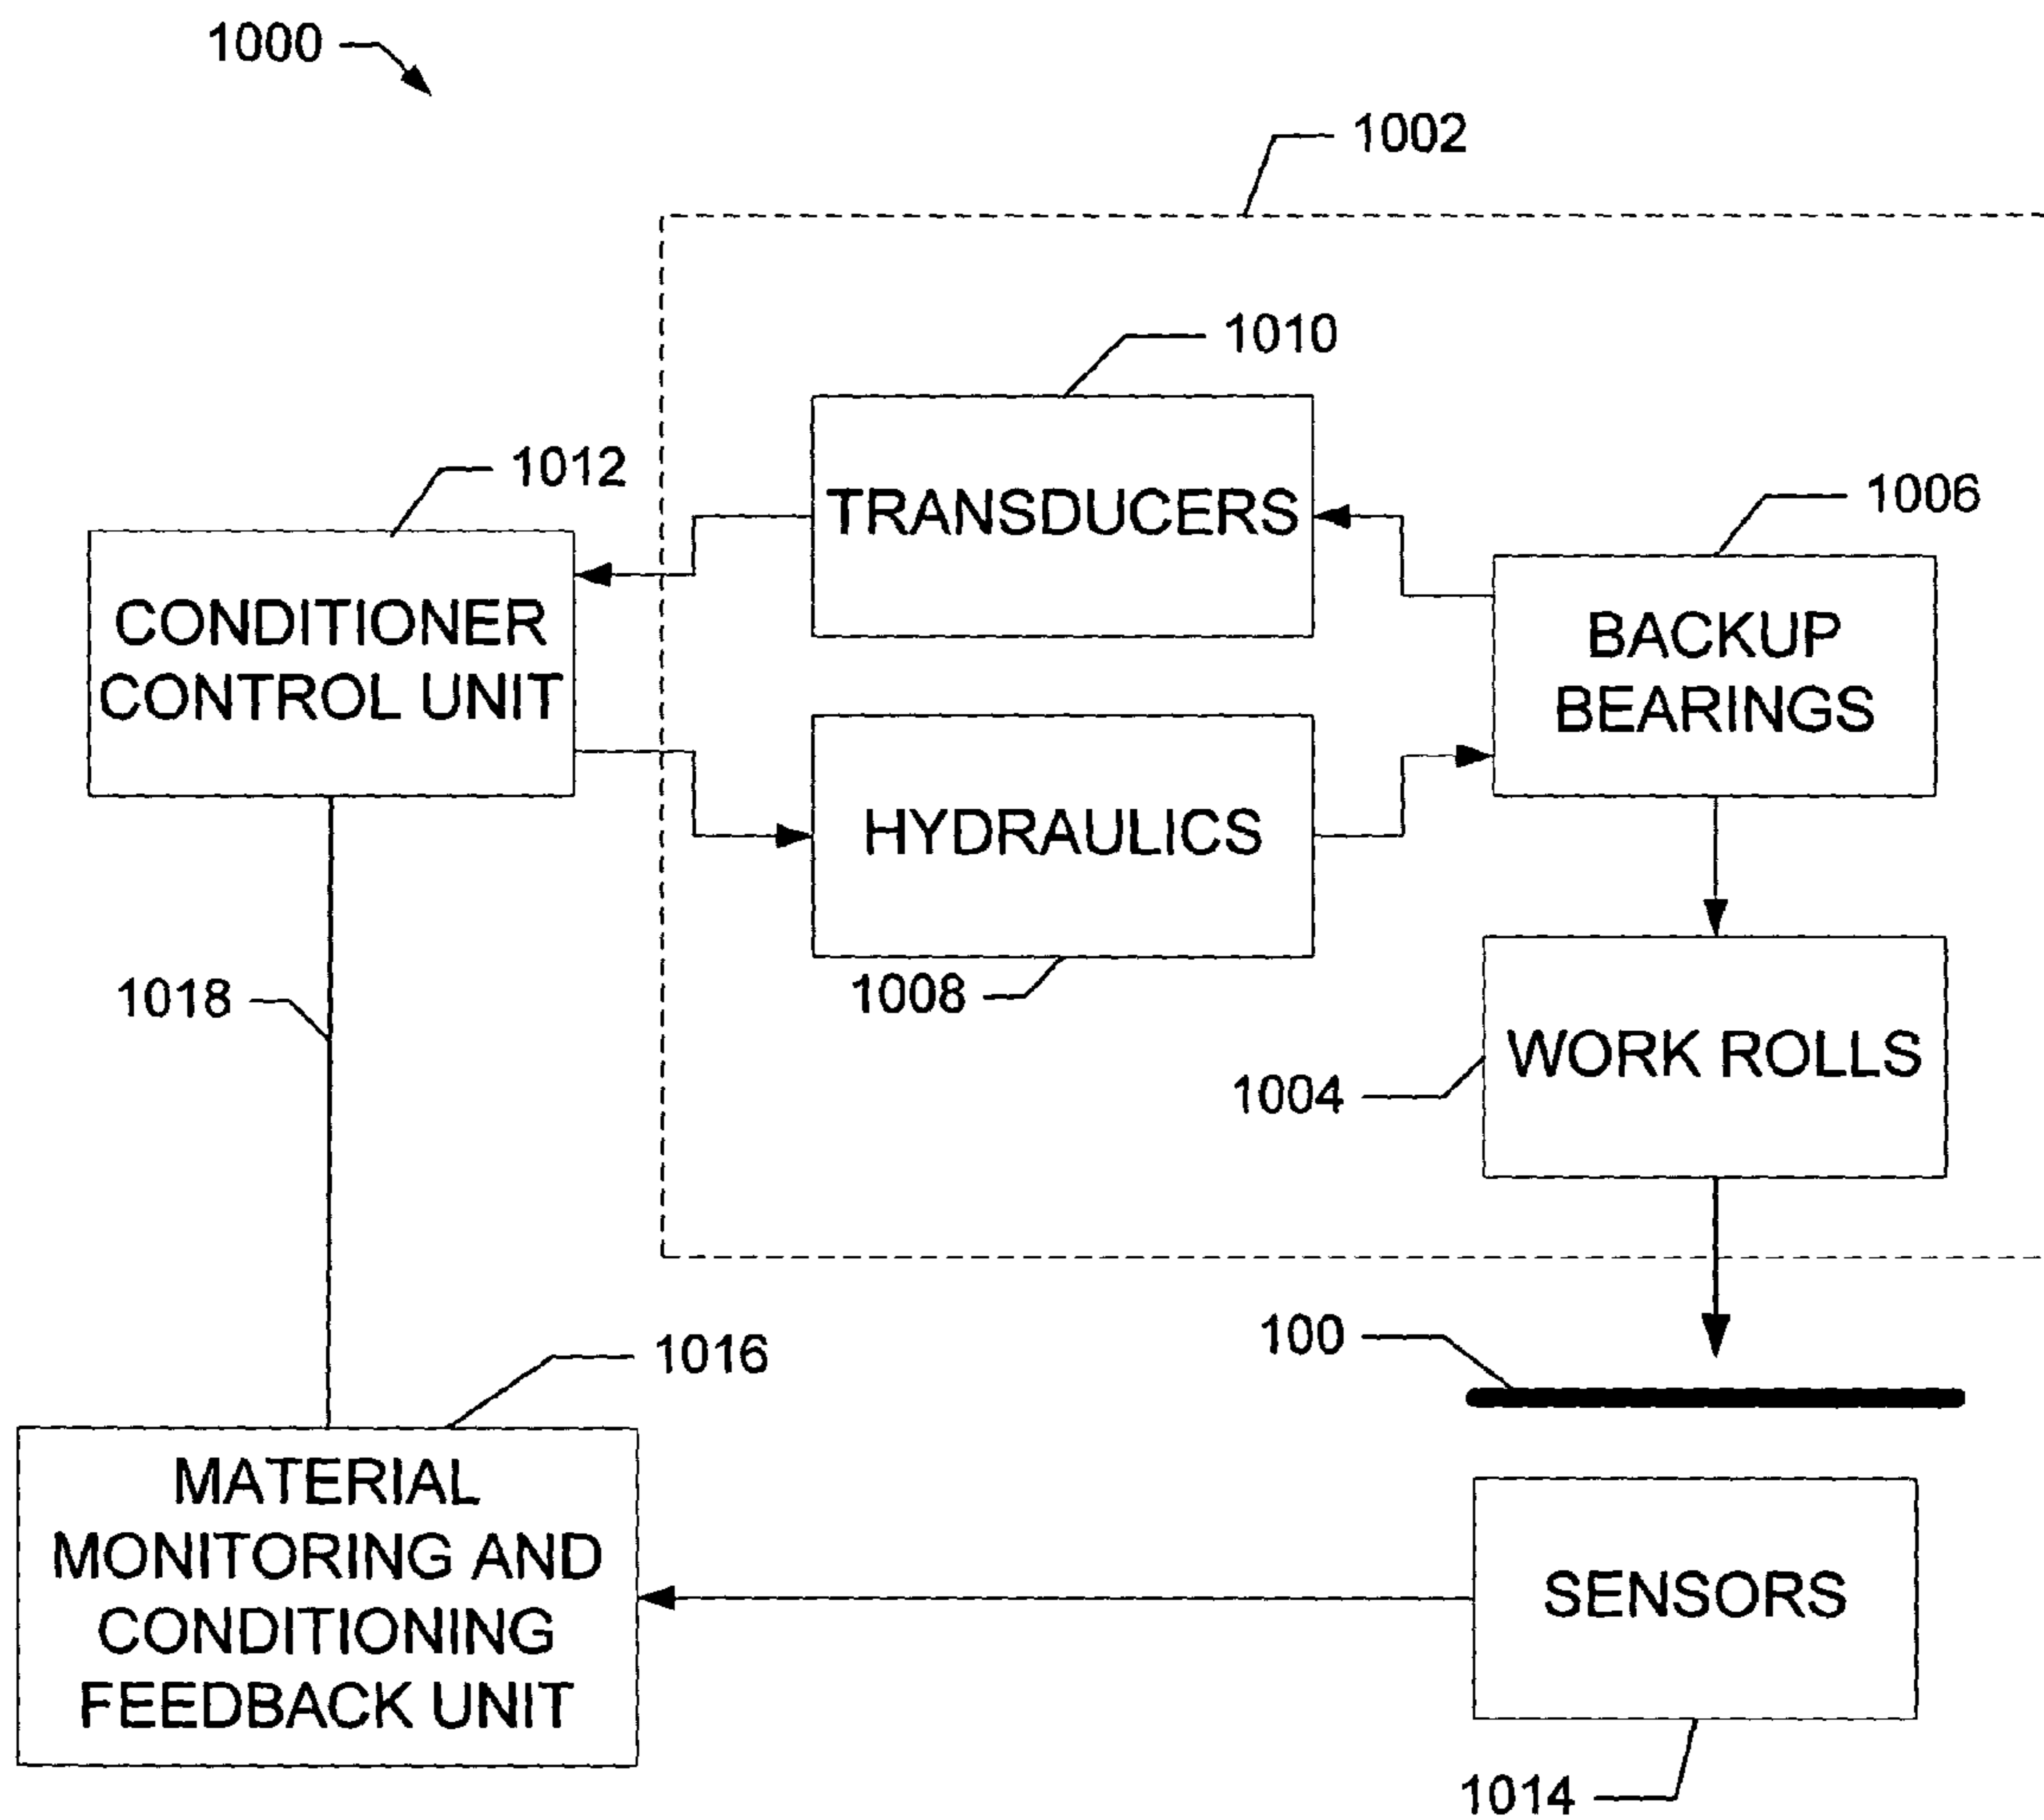 1000
1002
1010
1012
TRANSDUCERS
1006
CONDITIONER
CONTROL UNIT
BACKUP
BEARINGS
HYDRAULICS
1008
1018
WORK ROLLS
1004
100
1016
MATERIAL
MONITORING AND
CONDITIONING
FEEDBACK UNIT
SENSORS
1014